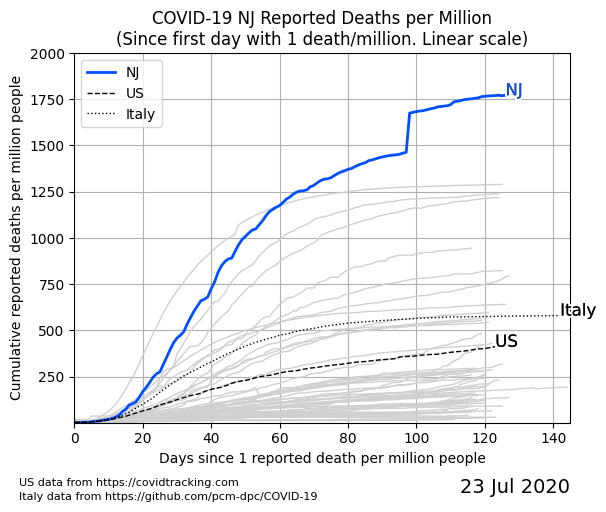 COVID-19 NJ Reported Deaths per Million
(Since first day with 1 death/million. Linear scale)
Cumulative reported deaths per million people
2000
1750
1500
1250
1000
750
500
250
NJ
US
Italy
NJ
Italy
US
0 20 40 60 80 100 120 140
Days since 1 reported death per million people
US data from https://covidtracking.com
Italy data from https://github.com/pcm-dpc/COVID-19
23 Jul 2020